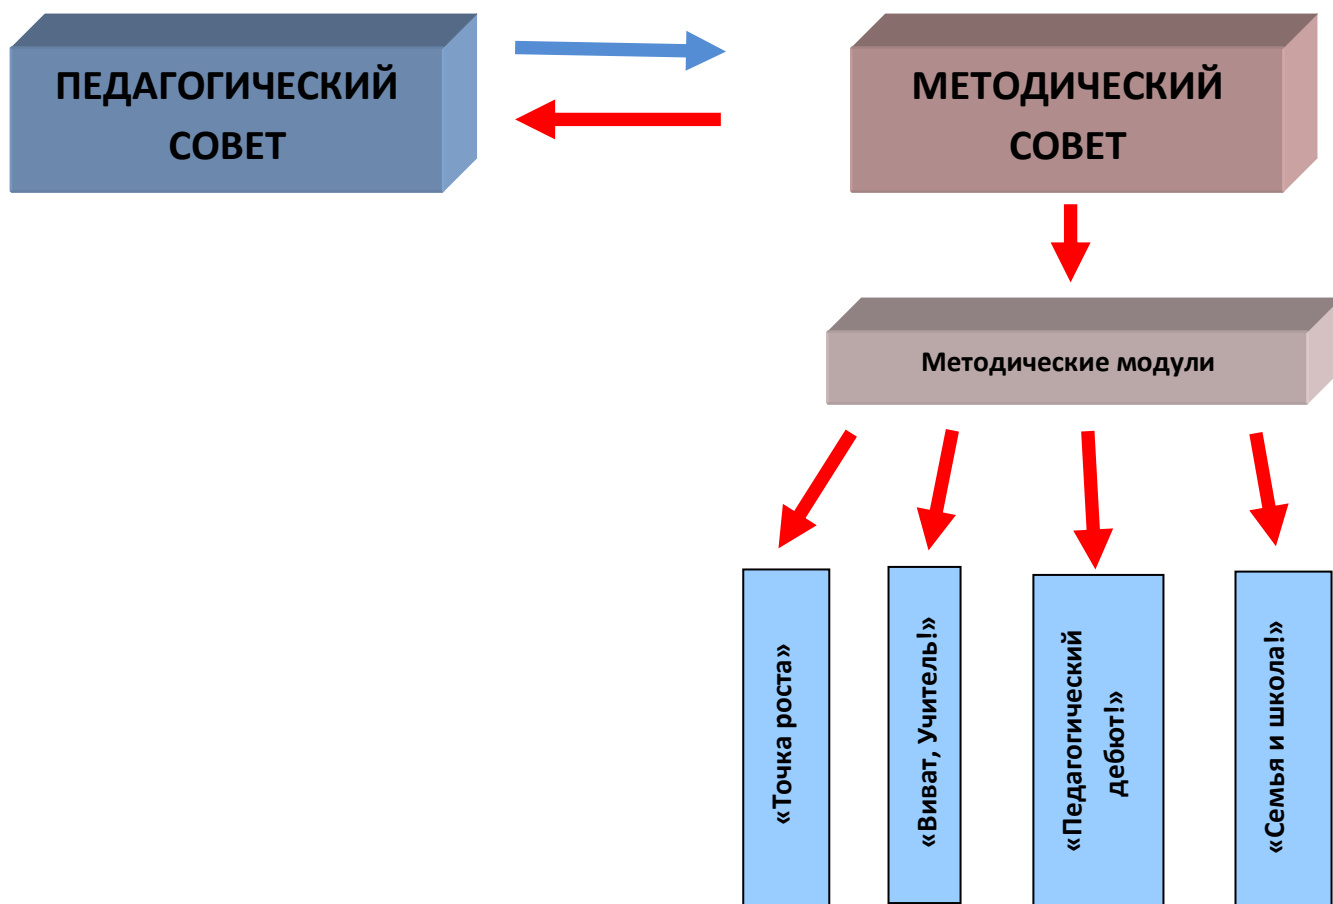 ПЕДАГОГИЧЕСКИЙ
СОВЕТ
МЕТОДИЧЕСКИЙ
СОВЕТ
Методические модули
«Точка роста»
«Виват, Учитель!»
«Педагогический
дебют!»
«Семья и школа!»